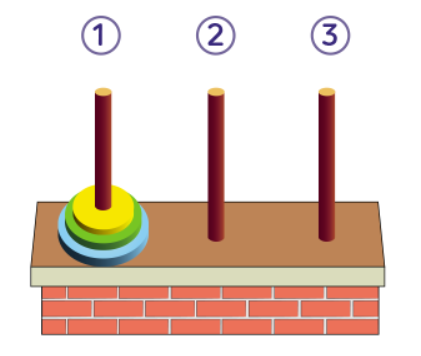 ① ② ③